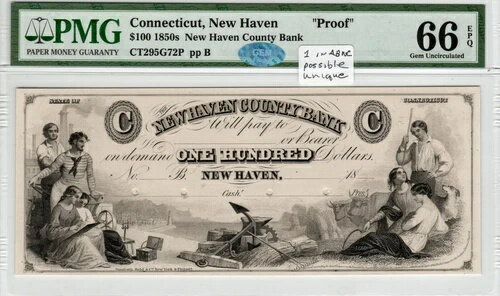 PMG
PAPER MONEY GUARANTY
Connecticut, New Haven "Proof"
$100 1850s New Haven County Bank
CT295G72P pp B
GEM
1 in ABNC
possible
unique
66 EPQ
Gem Uncirculated
STATE OF
CONNECTICUT
The
C NEW HAVEN COUNTY BANK C
Will pay to
or Bearer
on demand ONE HUNDRED Dollars.
No. B NEW HAVEN, 18
Cash.r Pres.t